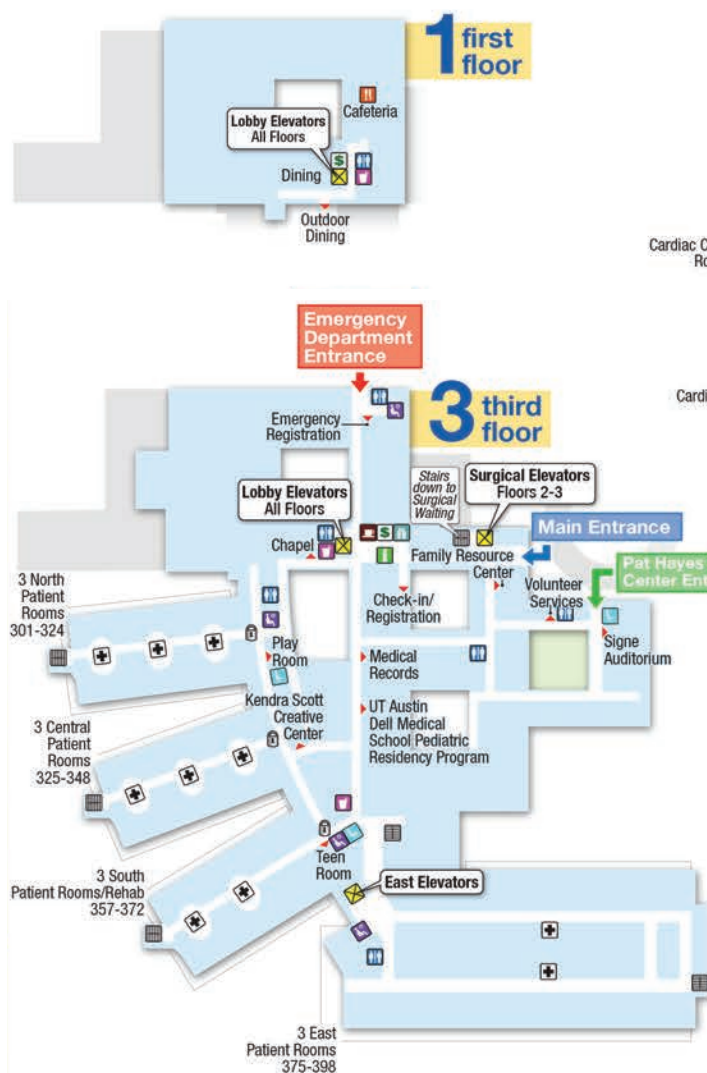 1 first
floor
Cafeteria
Lobby Elevators
All Floors
$
Dining
Outdoor
Dining
Cardiac
Emergency
Department
Entrance
3 third
floor
Emergency
Registration
Stairs
down to
Surgical
Waiting
Surgical Elevators
Floors 2-3
Lobby Elevators
All Floors
$
Main Entrance
Chapel
Family Resource
Center
Pat Hayes
Center
3 North
Patient
Rooms
301-324
Volunteer
Services
Check-in/
Registration
Play
Room
Medical
Records
Signe
Auditorium
Kendra Scott
Creative
Center
UT Austin
Dell Medical
School Pediatric
Residency Program
3 Central
Patient
Rooms
325-348
Teen
Room
3 South
Patient Rooms/Rehab
357-372
East Elevators
3 East
Patient Rooms
375-398